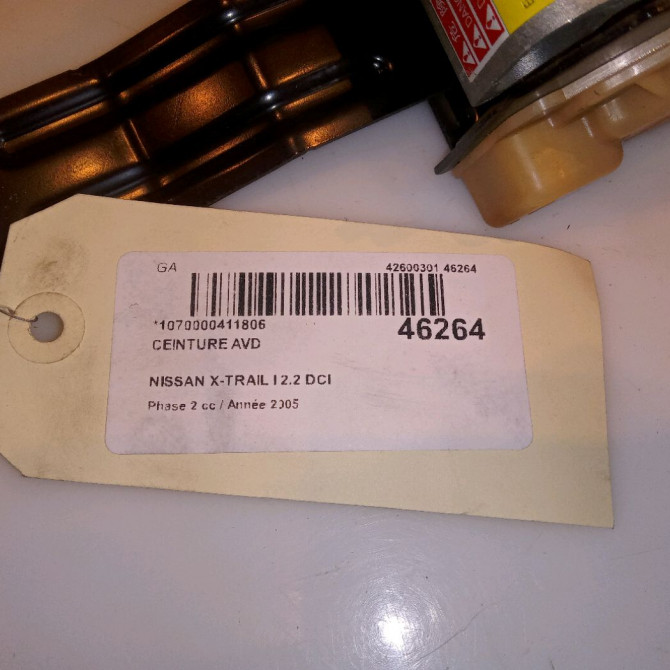 GA
42600301 46264
*1070000411806
46264
CEINTURE AVD
NISSAN X-TRAIL I 2.2 DCI
Phase 2 cc / Année 2005